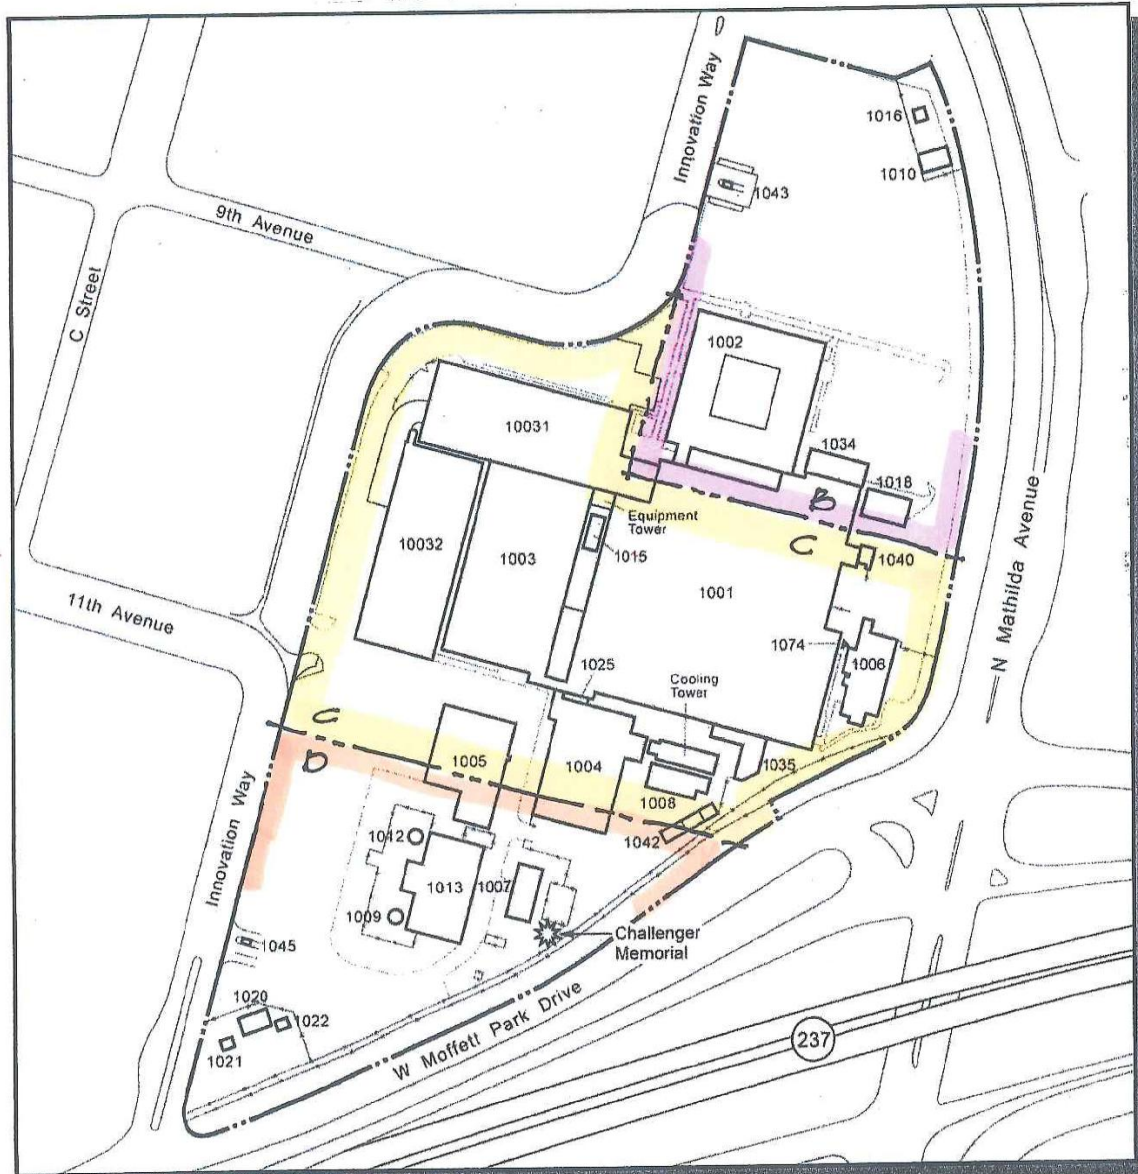 Innovation Way
1016
1010
1043
9th Avenue
C Street
1002
10031
1034
1018
B
Equipment
Tower
C
1015
1040
10032
1003
1001
11th Avenue
N Mathilda Avenue
1074
1006
1025
Cooling
Tower
C
D
1005
1004
1035
1008
Innovation Way
1042
1012
1013
1007
1009
Challenger
Memorial
1045
1020
1022
1021
W Moffett Park Drive
237